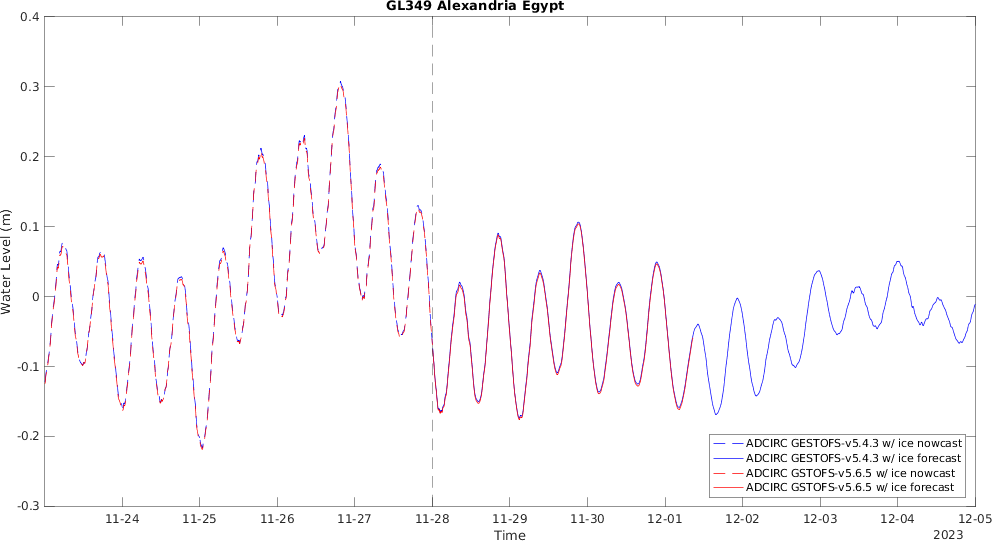 GL349 Alexandria Egypt
Water Level (m)
0.4
0.3
0.2
0.1
0
-0.1
-0.2
-0.3
ADCIRC GESTOFS-v5.4.3 w/ ice nowcast
ADCIRC GESTOFS-v5.4.3 w/ ice forecast
ADCIRC GSTOFS-v5.6.5 w/ ice nowcast
ADCIRC GSTOFS-v5.6.5 w/ ice forecast
11-24 11-25 11-26 11-27 11-28 11-29 11-30 12-01 12-02 12-03 12-04 12-05
Time
2023